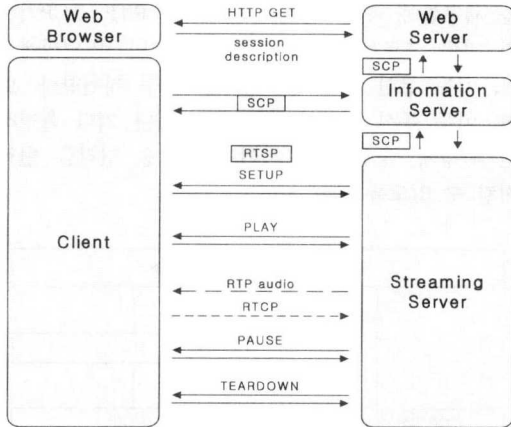 Web
Browser
HTTP GET
session
description
Web
Server
SCP
SCP
Infomation
Server
SCP
RTSP
SETUP
Client
PLAY
RTP audio
RTCP
Streaming
Server
PAUSE
TEARDOWN